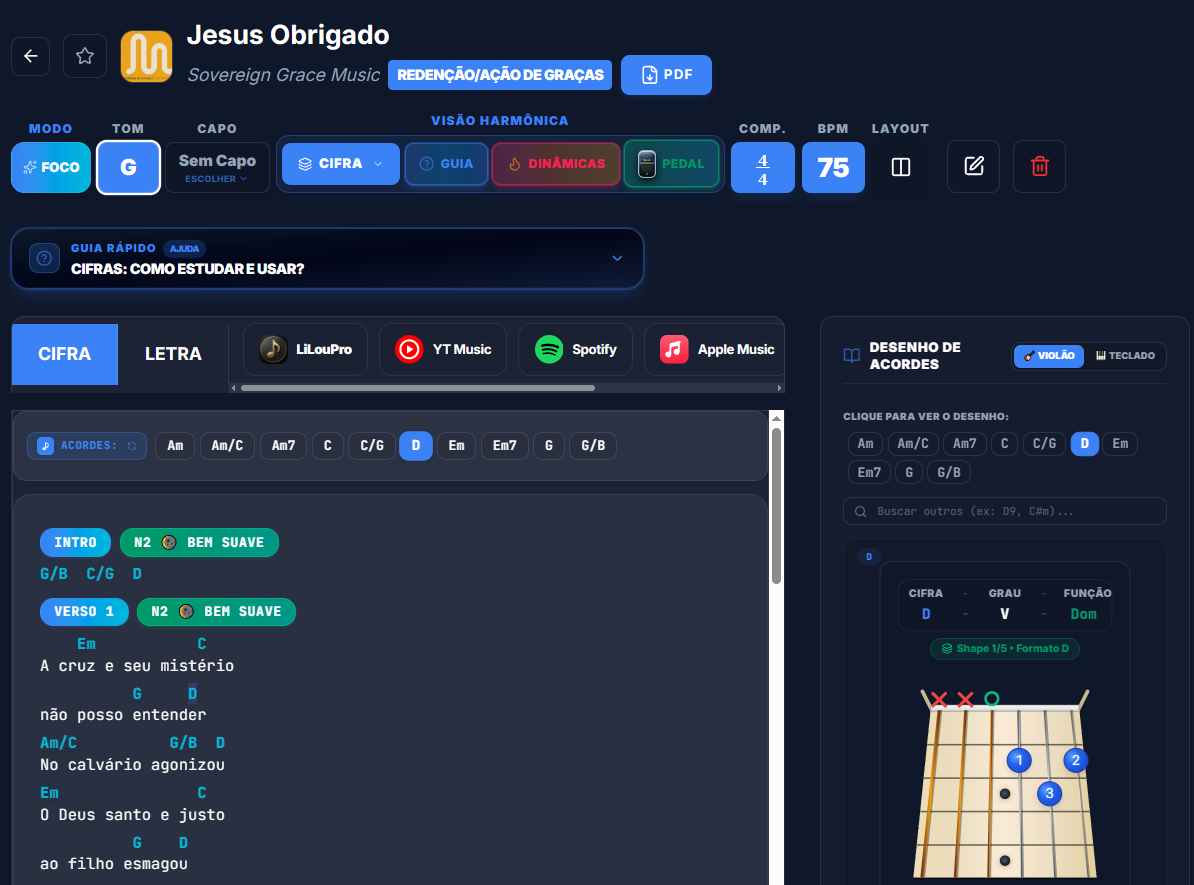 Jesus Obrigado
Sovereign Grace Music REDENÇÃO/AÇÃO DE GRAÇAS PDF
MODO TOM CAPO VISÃO HARMÔNICA COMP. BPM LAYOUT
FOCO G Sem Capo ESCOLHER CIFRA GUIA DINÂMICAS PEDAL 4 4 75
GUIA RÁPIDO AJUDA
CIFRAS: COMO ESTUDAR E USAR?
CIFRA LETRA LiLouPro YT Music Spotify Apple Music
ACORDES: Am Am/C Am7 C C/G D Em Em7 G G/B
INTRO N2 BEM SUAVE
G/B C/G D
VERSO 1 N2 BEM SUAVE
Em C
A cruz e seu mistério
G D
não posso entender
Am/C G/B D
No calvário agonizou
Em C
O Deus santo e justo
G D
ao filho esmagou
DESENHO DE
ACORDES
VIOLÃO TECLADO
CLIQUE PARA VER O DESENHO:
Am Am/C Am7 C C/G D Em
Em7 G G/B
Buscar outros (ex: D9, C#m)...
D
CIFRA - GRAU - FUNÇÃO
D - V - Dom
Shape 1/5 • Formato D
1 2
3